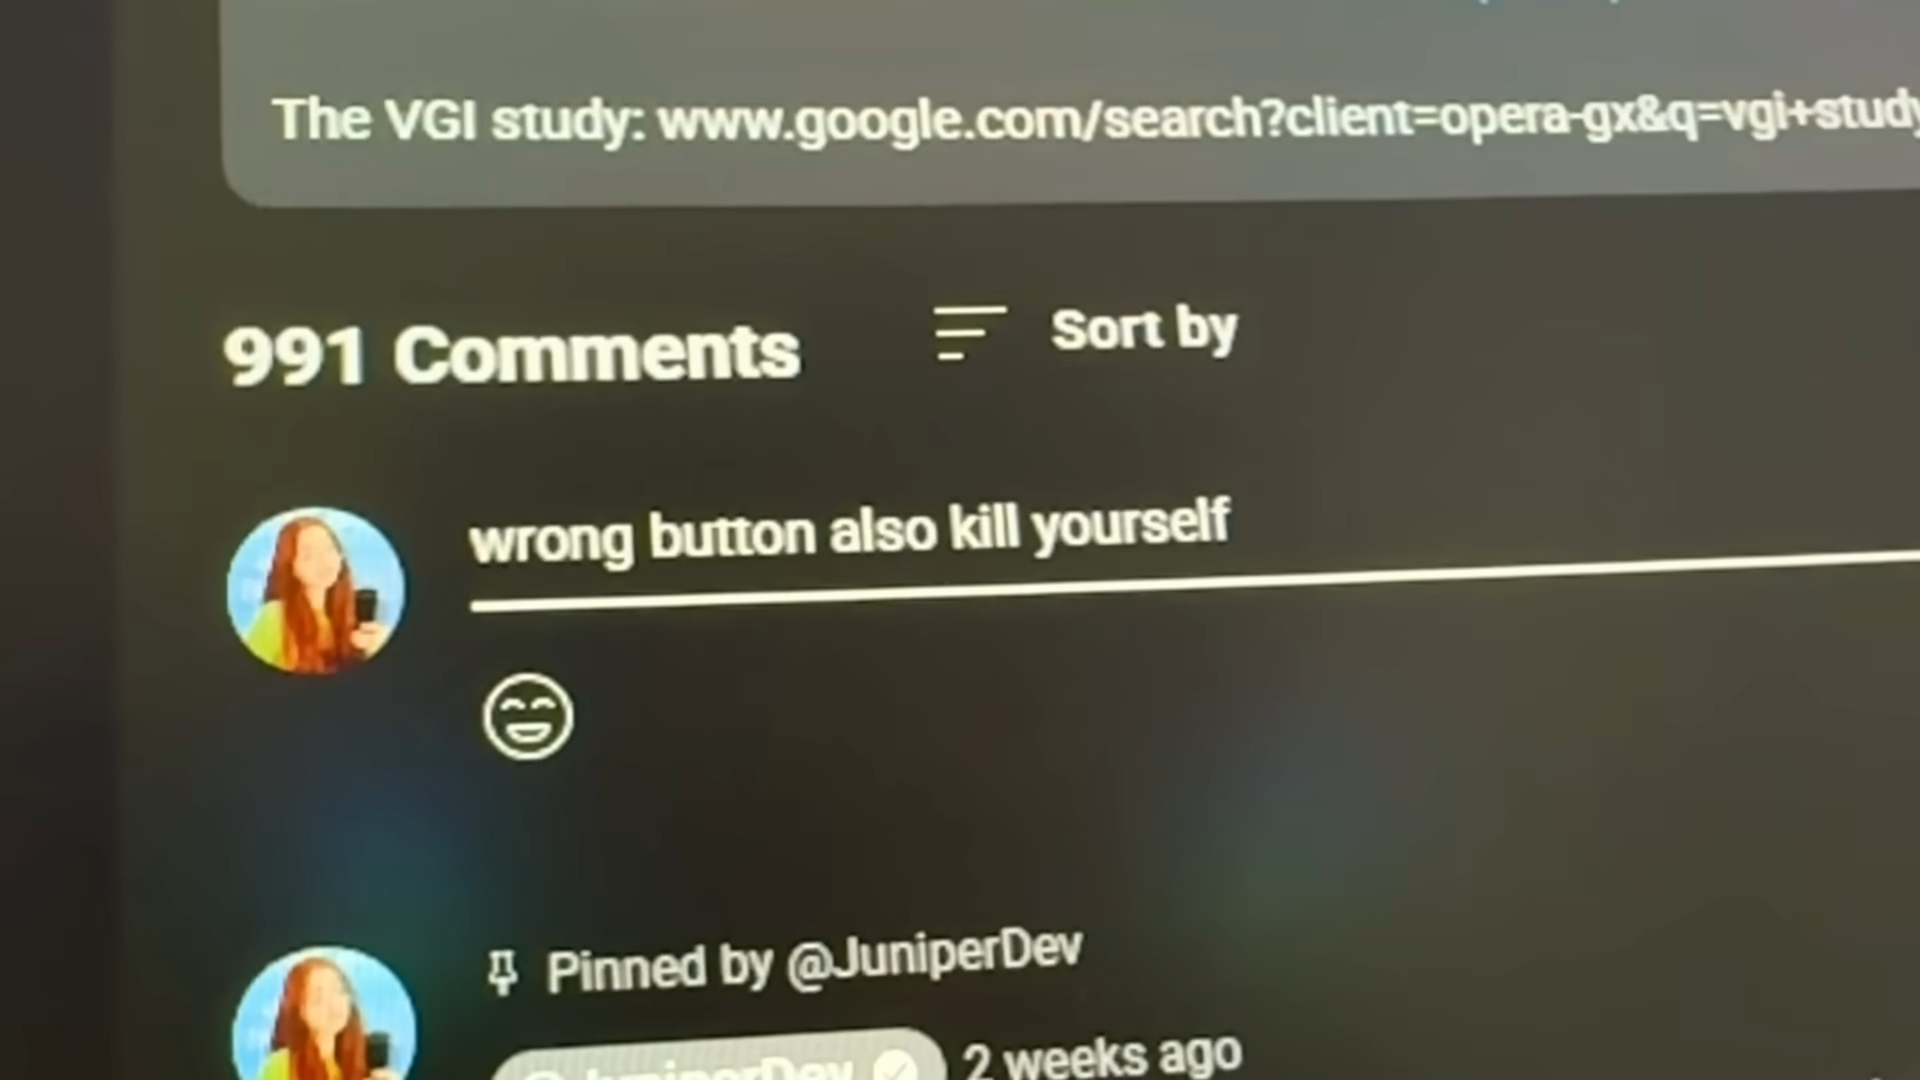 The VGI study: www.google.com/search?client=opera-gx&q=vgi+study
991 Comments
Sort by
wrong button also kill yourself
Pinned by @JuniperDev
@JuniperDev
2 weeks ago